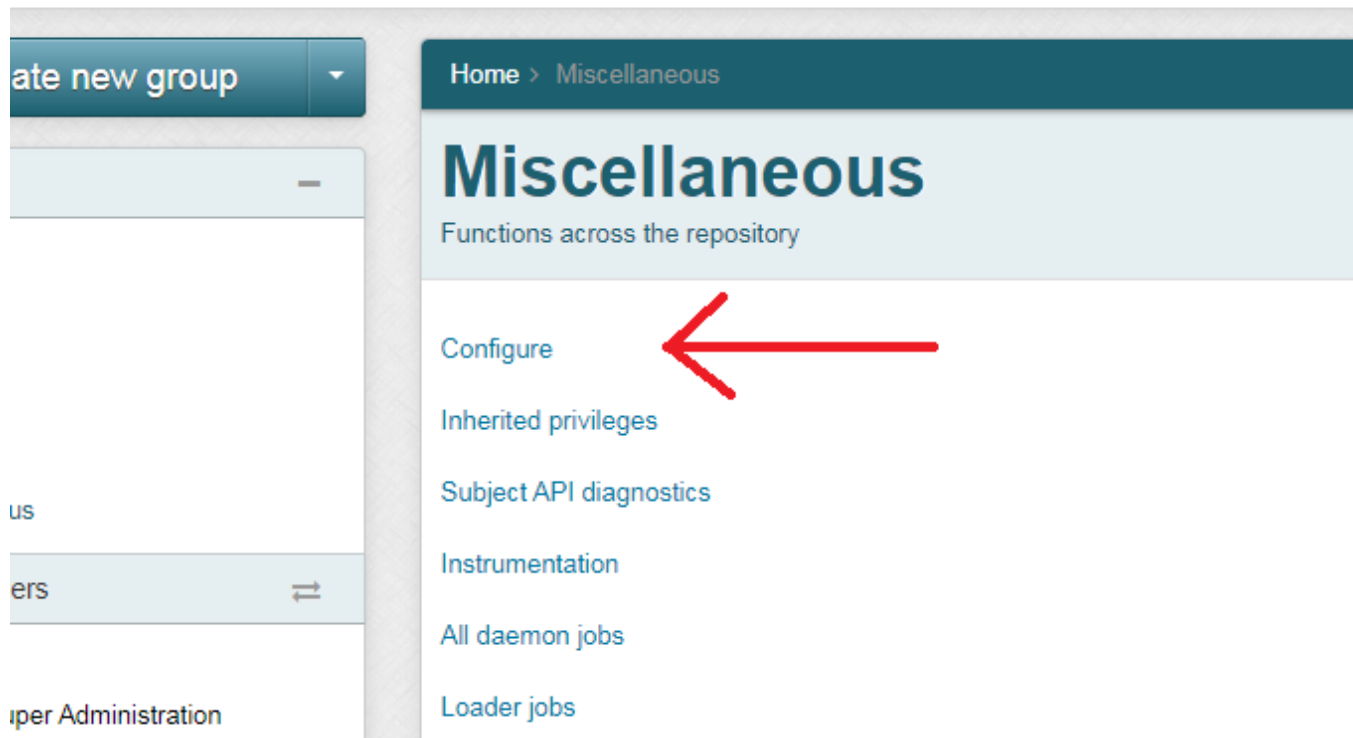 ate new group
us
ers
uper Administration
Home > Miscellaneous
Miscellaneous
Functions across the repository
Configure
Inherited privileges
Subject API diagnostics
Instrumentation
All daemon jobs
Loader jobs